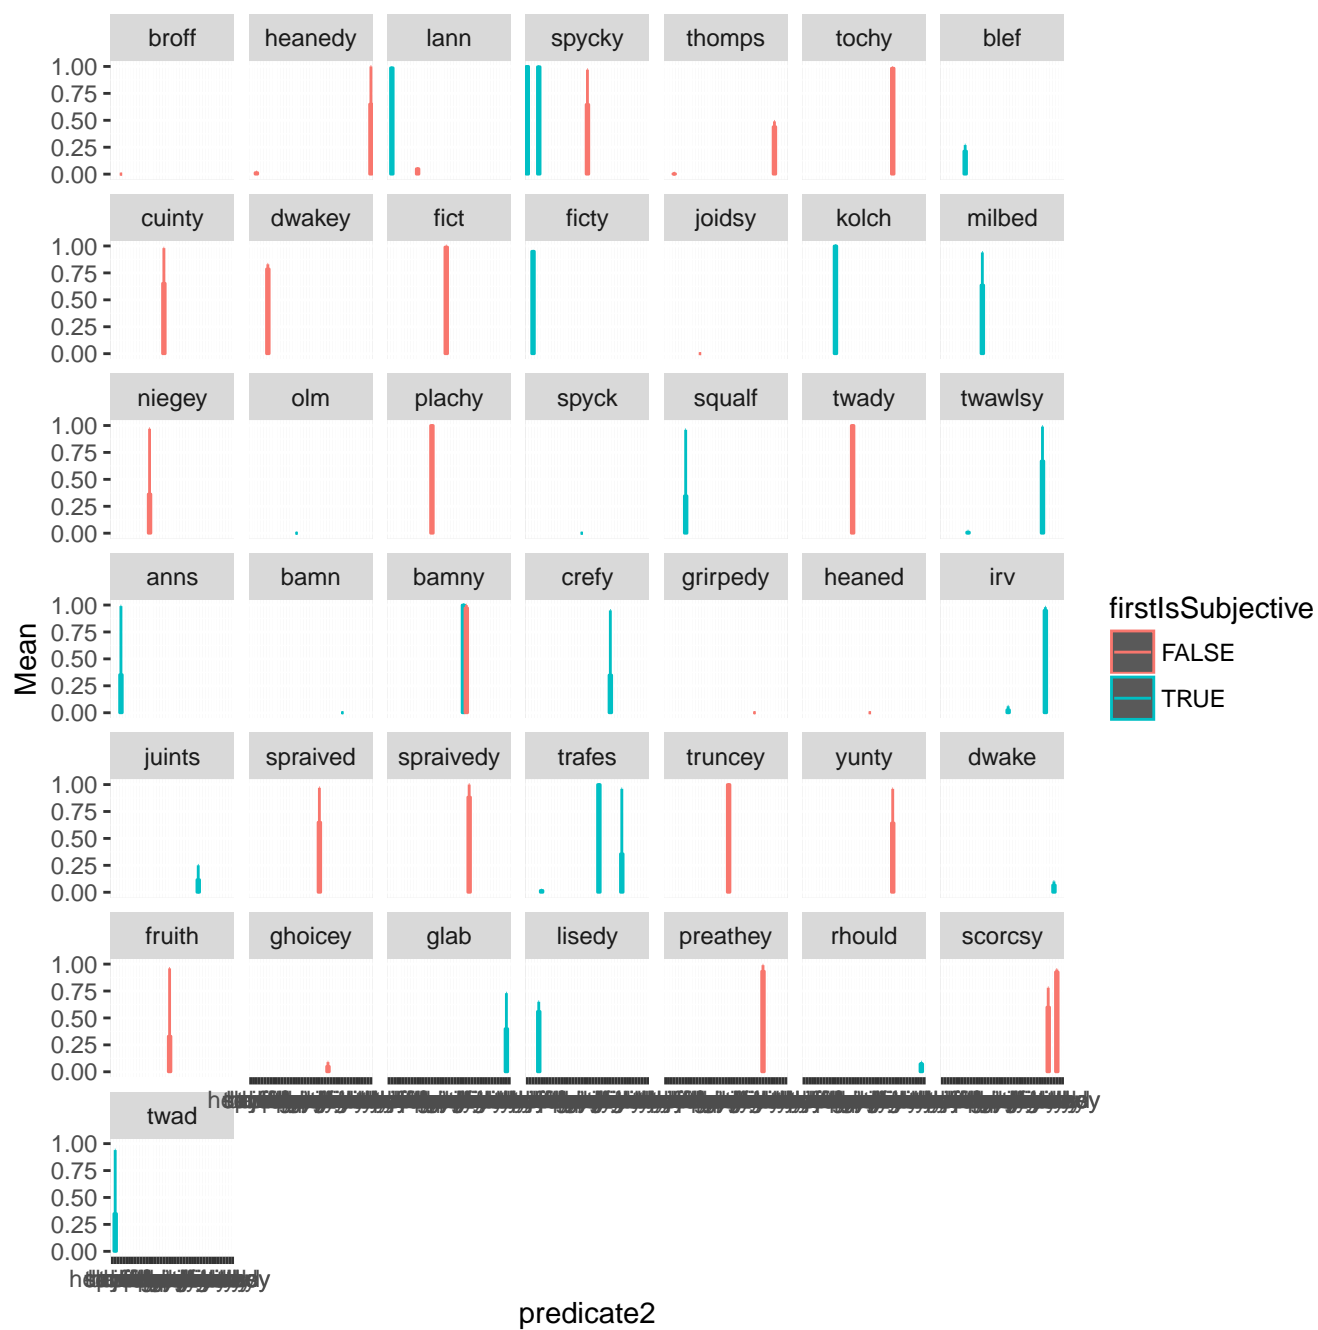 broff heanedy lann spycky thomps tochy blef
1.00
0.75
0.50
0.25
0.00
cuinty dwakey fict ficty joidsy kolch milbed
1.00
0.75
0.50
0.25
0.00
niegey olm plachy spyck squalf twady twawlsy
1.00
0.75
0.50
0.25
0.00
anns bamn bamny crefy grirpedy heaned irv
1.00
0.75
0.50
0.25
0.00
juints spraived spraivedy trafes truncey yunty dwake
1.00
0.75
0.50
0.25
0.00
fruith ghoicey glab lisedy preathey rhould scorcsy
1.00
0.75
0.50
0.25
0.00
twad
1.00
0.75
0.50
0.25
0.00
Mean
predicate2
firstIsSubjective
FALSE
TRUE